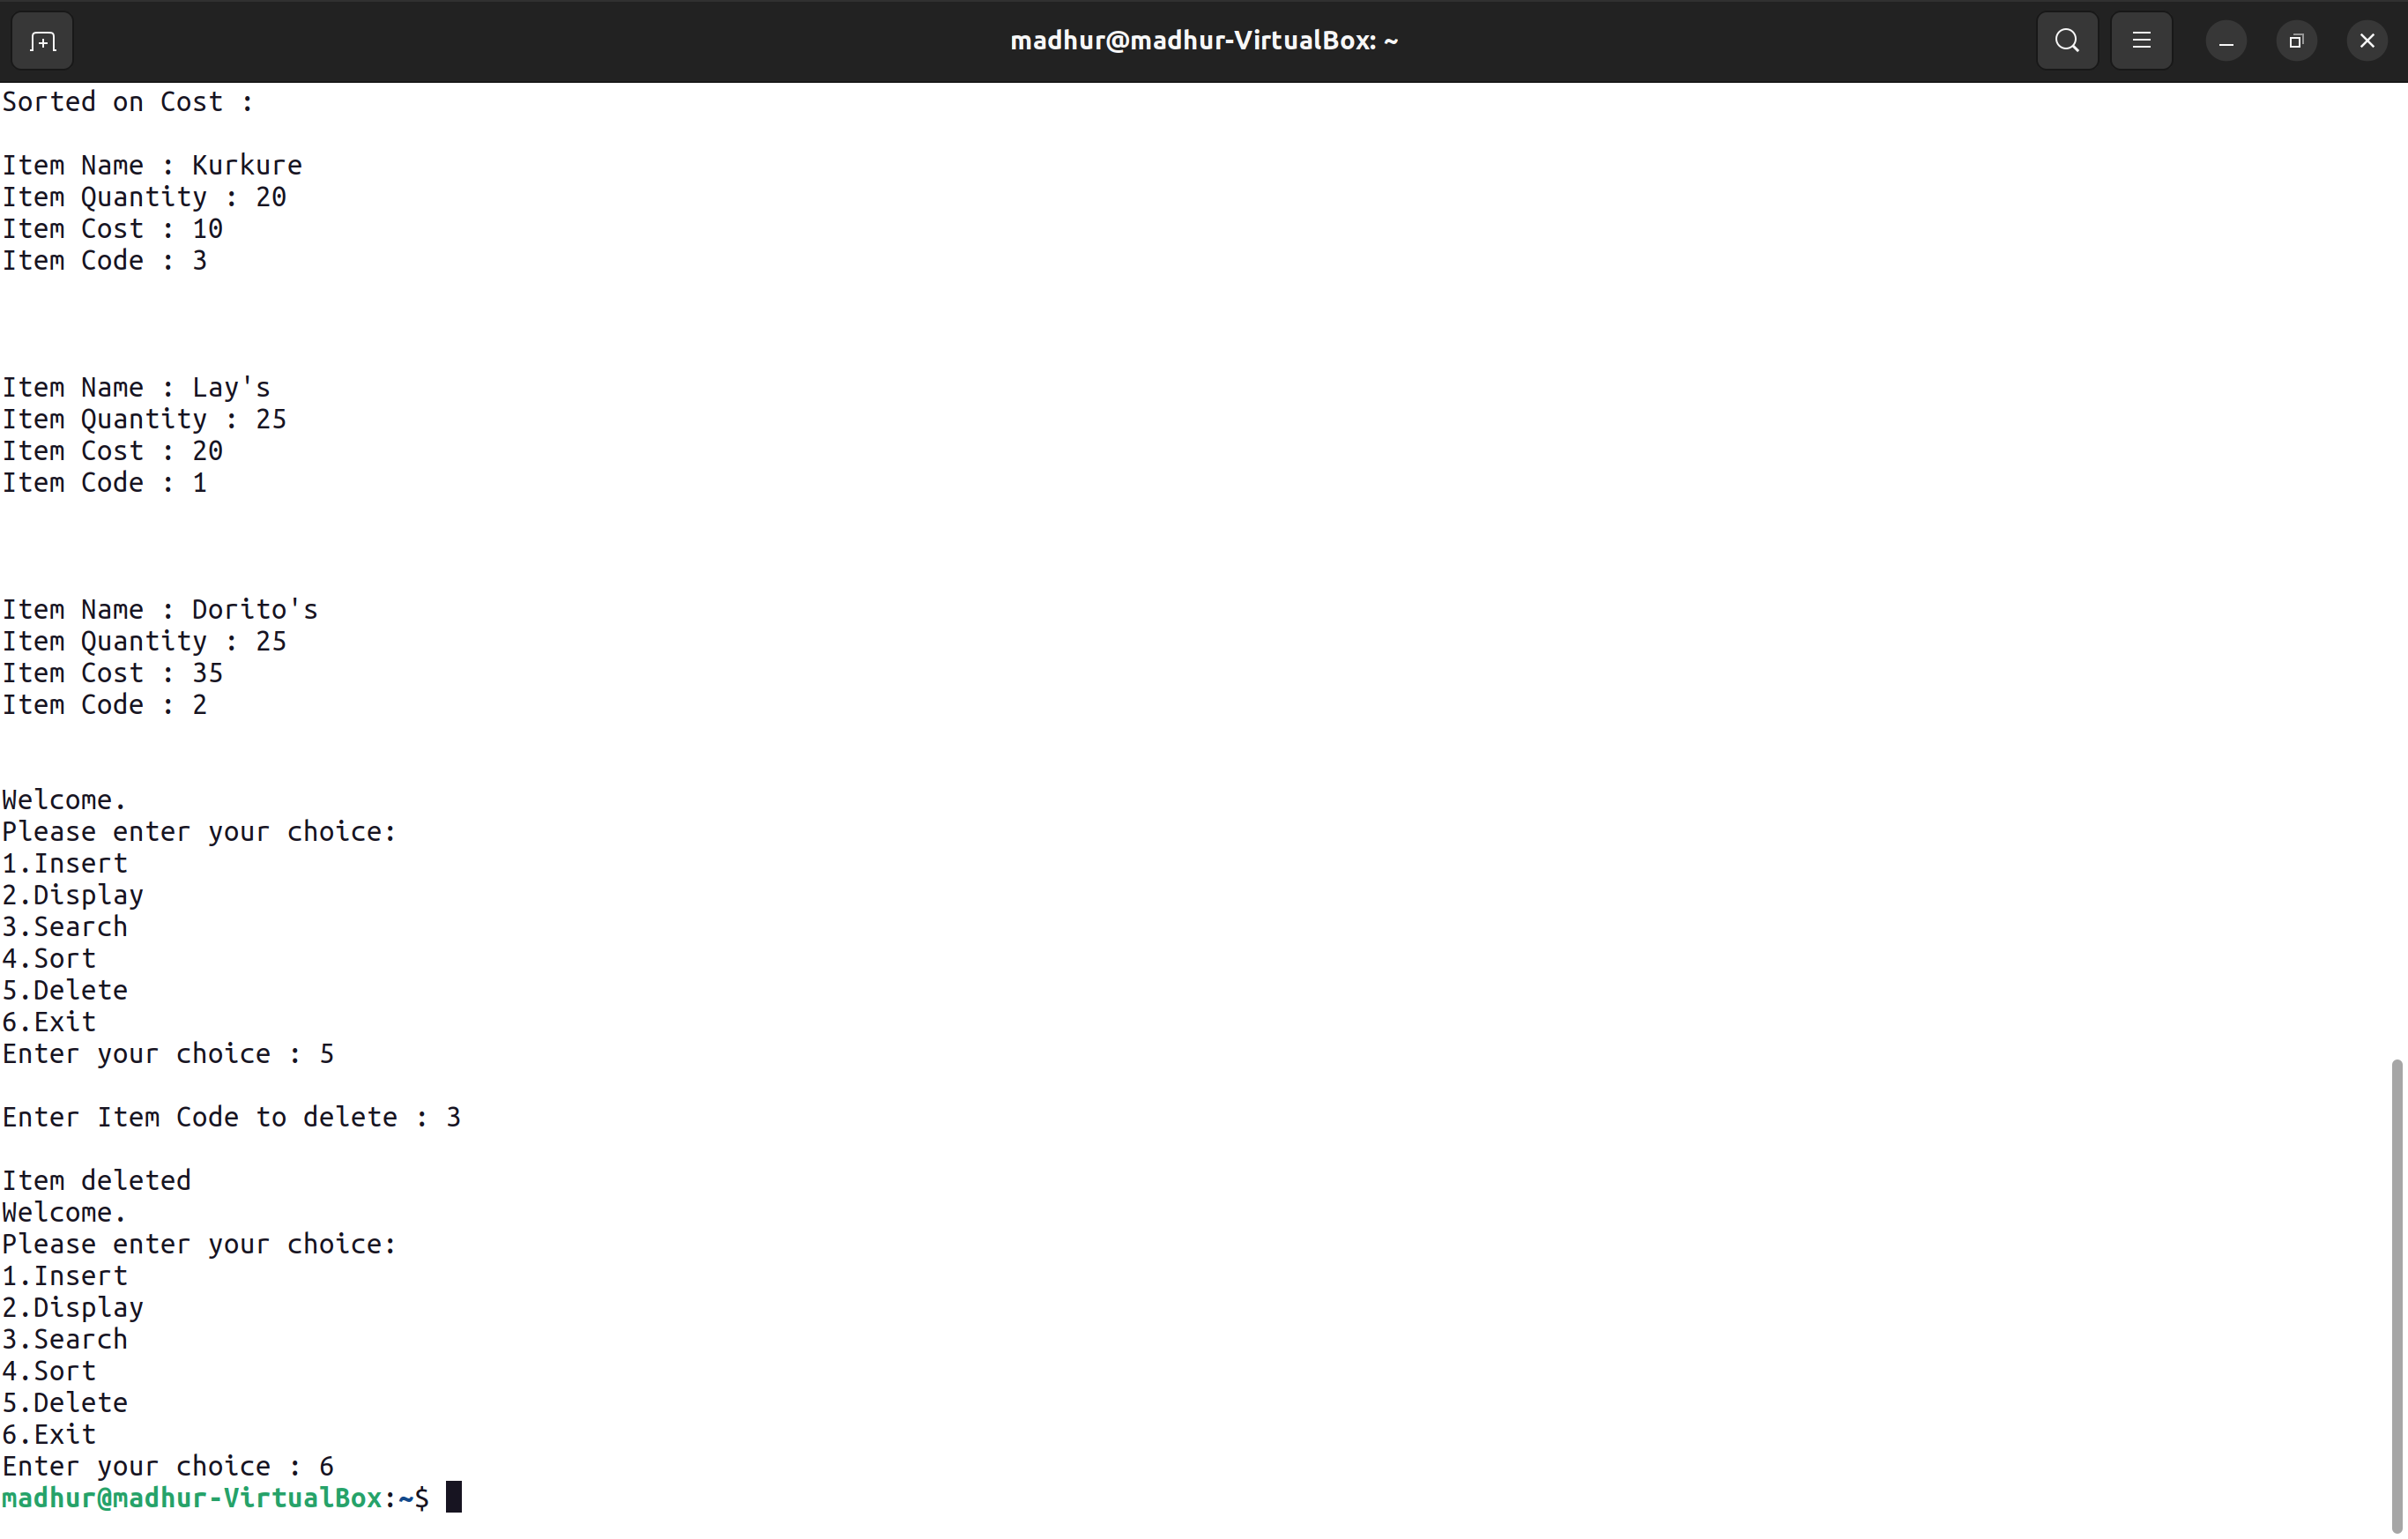 madhur@madhur-VirtualBox: ~
Sorted on Cost :
Item Name : Kurkure
Item Quantity : 20
Item Cost : 10
Item Code : 3
Item Name : Lay's
Item Quantity : 25
Item Cost : 20
Item Code : 1
Item Name : Dorito's
Item Quantity : 25
Item Cost : 35
Item Code : 2
Welcome.
Please enter your choice:
1.Insert
2.Display
3.Search
4.Sort
5.Delete
6.Exit
Enter your choice : 5
Enter Item Code to delete : 3
Item deleted
Welcome.
Please enter your choice:
1.Insert
2.Display
3.Search
4.Sort
5.Delete
6.Exit
Enter your choice : 6
madhur@madhur-VirtualBox:~$